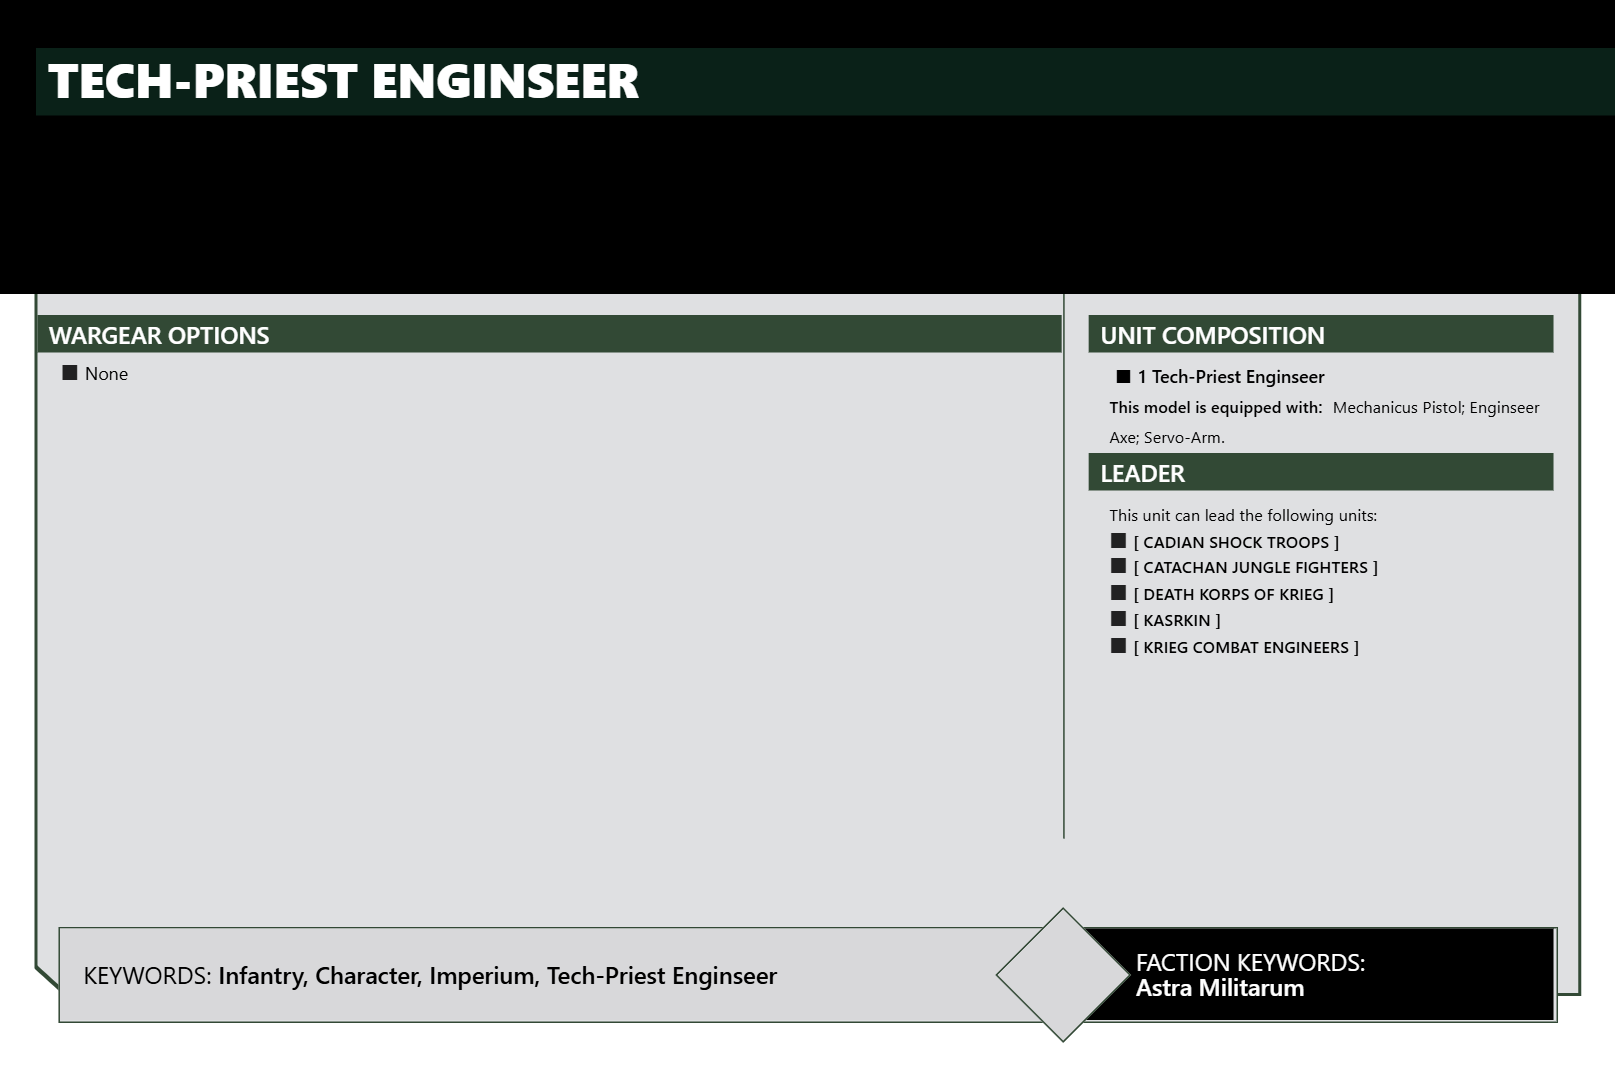 TECH-PRIEST ENGINSEER
WARGEAR OPTIONS
None
UNIT COMPOSITION
1 Tech-Priest Enginseer
This model is equipped with: Mechanicus Pistol; Enginseer
Axe; Servo-Arm.
LEADER
This unit can lead the following units:
[ CADIAN SHOCK TROOPS ]
[ CATACHAN JUNGLE FIGHTERS ]
[ DEATH KORPS OF KRIEG ]
[ KASRKIN ]
[ KRIEG COMBAT ENGINEERS ]
KEYWORDS: Infantry, Character, Imperium, Tech-Priest Enginseer
FACTION KEYWORDS:
Astra Militarum